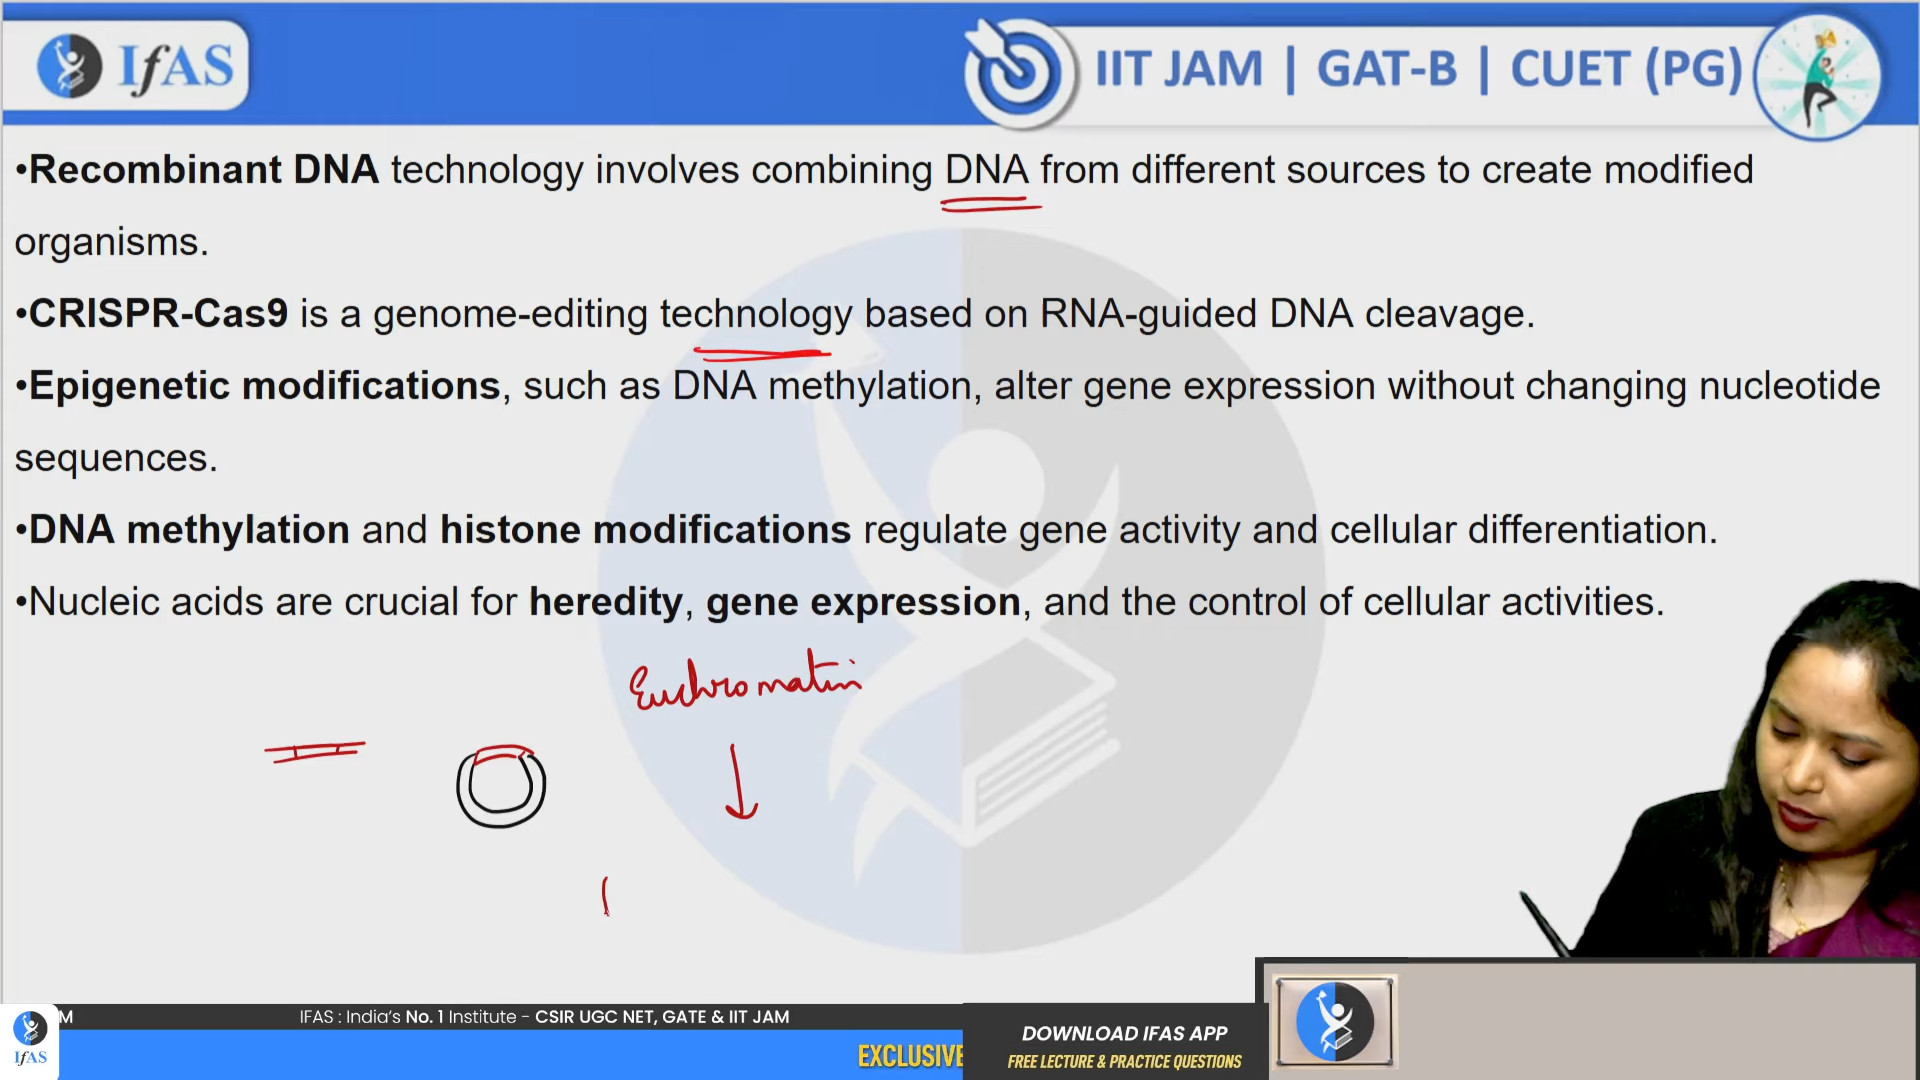 IfAS
IIT JAM | GAT-B | CUET (PG)
•Recombinant DNA technology involves combining DNA from different sources to create modified
organisms.
•CRISPR-Cas9 is a genome-editing technology based on RNA-guided DNA cleavage.
•Epigenetic modifications, such as DNA methylation, alter gene expression without changing nucleotide
sequences.
•DNA methylation and histone modifications regulate gene activity and cellular differentiation.
•Nucleic acids are crucial for heredity, gene expression, and the control of cellular activities.
Euchromatin
M
IFAS : India's No. 1 Institute - CSIR UGC NET, GATE & IIT JAM
IfAS
EXCLUSIVE
DOWNLOAD IFAS APP
FREE LECTURE & PRACTICE QUESTIONS